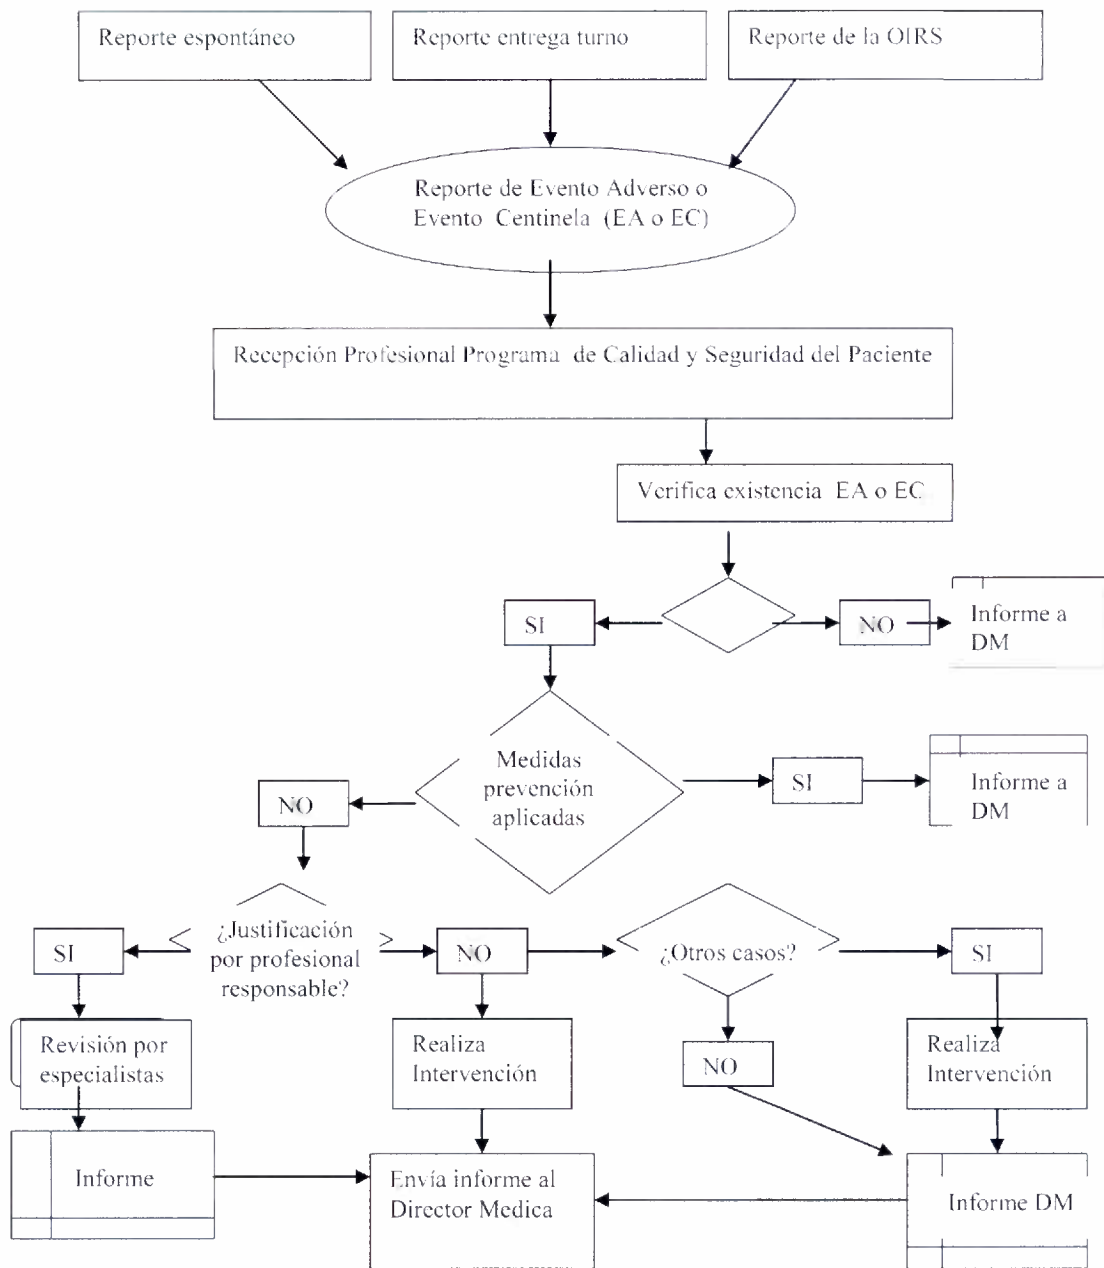 Reporte espontáneo
Reporte entrega turno
Reporte de la OIRS
Reporte de Evento Adverso o
Evento Centinela (EA o EC)
Recepción Profesional Programa de Calidad y Seguridad del Paciente
Verifica existencia EA o EC
SI
NO
Informe a
DM
Medidas
prevención
aplicadas
SI
Informe a
DM
NO
¿Justificación
por profesional
responsable?
SI
NO
¿Otros casos?
SI
Revisión por
especialistas
Realiza
Intervención
NO
Realiza
Intervención
Informe
Envía informe al
Director Medica
Informe DM